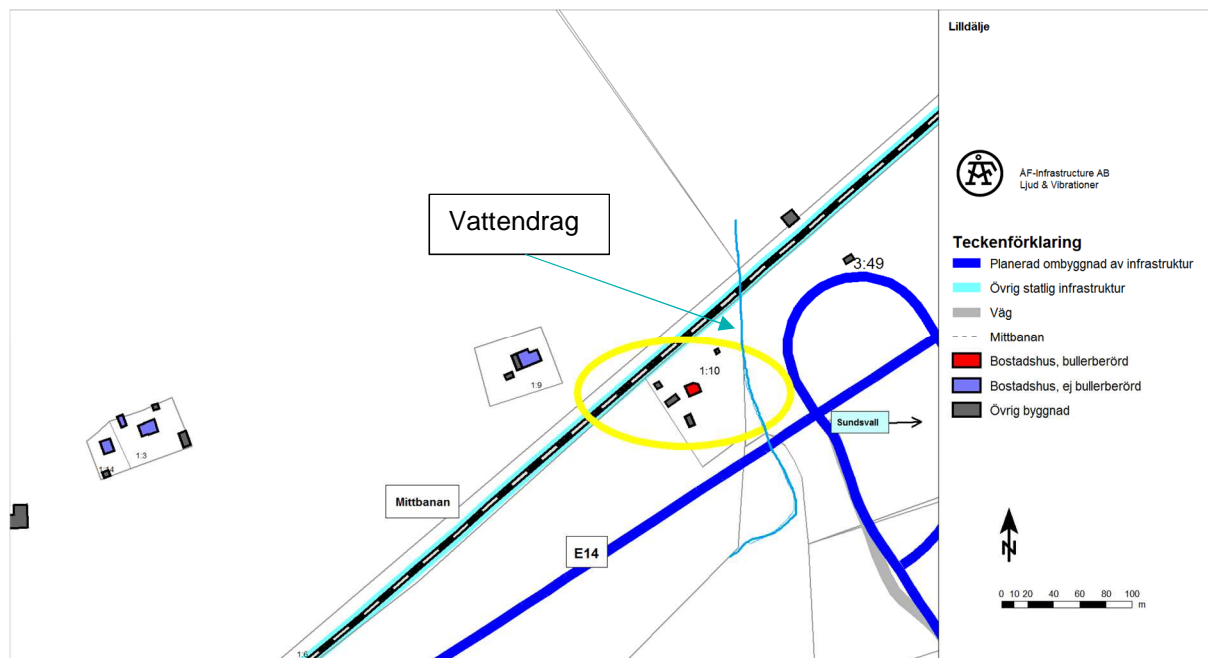 Lilldälje
ÅF-Infrastructure AB
Ljud & Vibrationer
Teckenförklaring
Planerad ombyggnad av infrastruktur
Övrig statlig infrastruktur
Väg
Mittbanan
Bostadshus, bullerberörd
Bostadshus, ej bullerberörd
Övrig byggnad
N
0 10 20 40 60 80 100
m
Vattendrag
3:49
1:10
1:9
1:3
1:14
Sundsvall
Mittbanan
E14
1:6